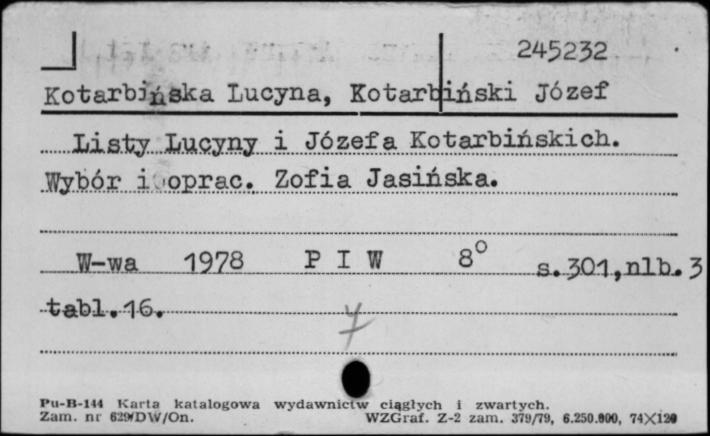 245232
Kotarbińska Lucyna, Kotarbiński Józef
Listy Lucyny i Józefa Kotarbińskich.
Wybór i oprac. Zofia Jasińska.
W-wa 1978 P I W 8° s.301,nlb.3
tabl.16.
7
Pu-B-144 Karta katalogowa wydawnictw ciągłych i zwartych.
Zam. nr 629/DW/On. WZGraf. Z-2 zam. 379/79, 6.250.000, 74X120